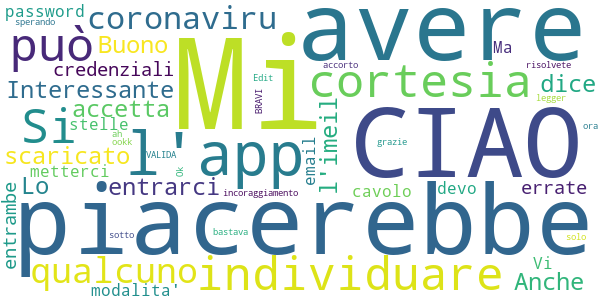 password
sperando
coronaviru
avere
può
Buono
Mi
Ma
credenziali
accorto
risolvete
Interessante
Edit
cortesia
dice
BRAVI
accetta
l'imeil
legger
Si
stelle
CIAO
ah
ookk
l'app
ora
scaricato
VALIDA
email
grazie
metterci
ok
entrambe
Lo
entrarci
incoraggiamento
cavolo
devo
errate
piacerebbe
sotto
bastava
solo
qualcuno
individuare
Vi
Anche
modalita'